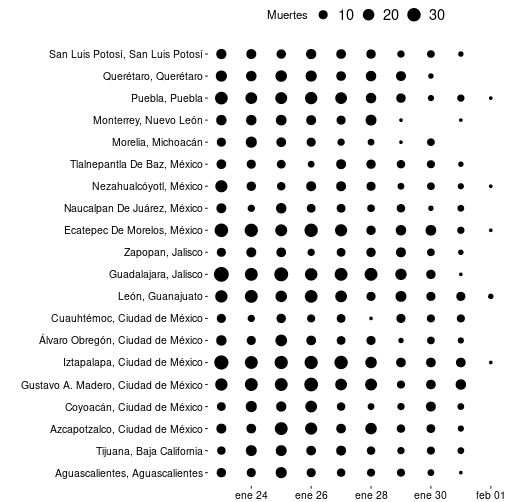 Muertes 10 20 30
San Luis Potosí, San Luis Potosí
Querétaro, Querétaro
Puebla, Puebla
Monterrey, Nuevo León
Morelia, Michoacán
Tlalnepantla De Baz, México
Nezahualcóyotl, México
Naucalpan De Juárez, México
Ecatepec De Morelos, México
Zapopan, Jalisco
Guadalajara, Jalisco
León, Guanajuato
Cuauhtémoc, Ciudad de México
Álvaro Obregón, Ciudad de México
Iztapalapa, Ciudad de México
Gustavo A. Madero, Ciudad de México
Coyoacán, Ciudad de México
Azcapotzalco, Ciudad de México
Tijuana, Baja California
Aguascalientes, Aguascalientes
ene 24 ene 26 ene 28 ene 30 feb 01